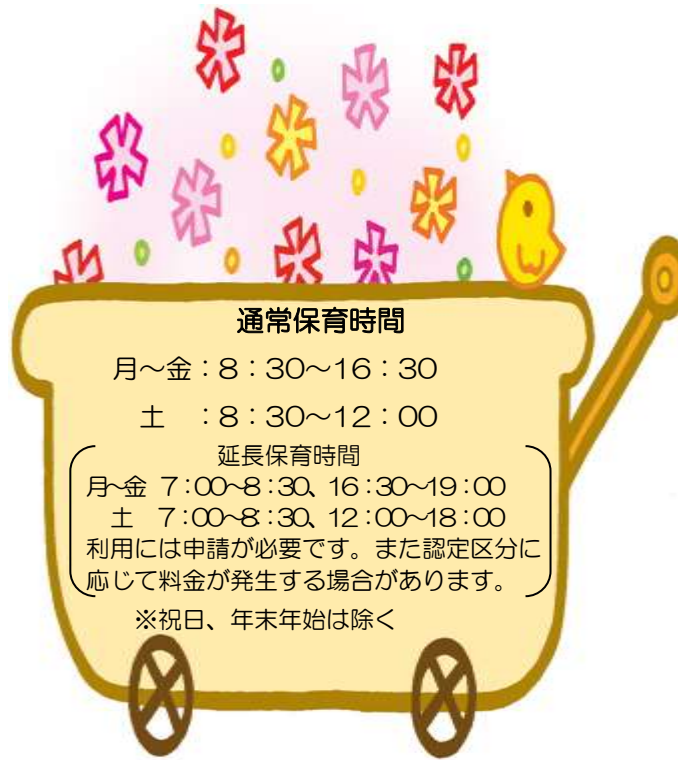 通常保育時間
月～金：8：30～16：30
土　：8：30～12：00
延長保育時間
月～金 7：00～8：30、16：30～19：00
土　7：00～8：30、12：00～18：00
利用には申請が必要です。また認定区分に
応じて料金が発生する場合があります。
※祝日、年末年始は除く